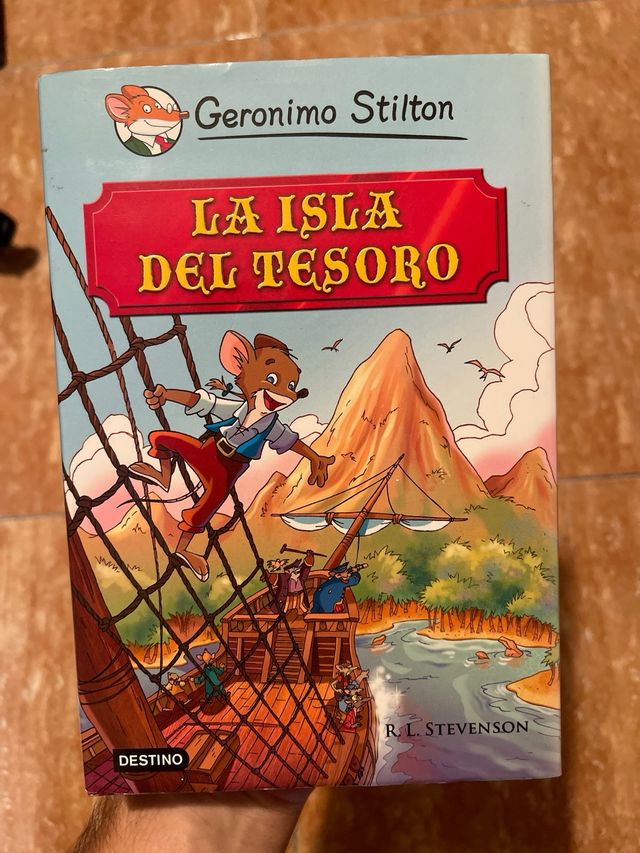 Geronimo Stilton
LA ISLA
DEL TESORO
R. L. STEVENSON
DESTINO